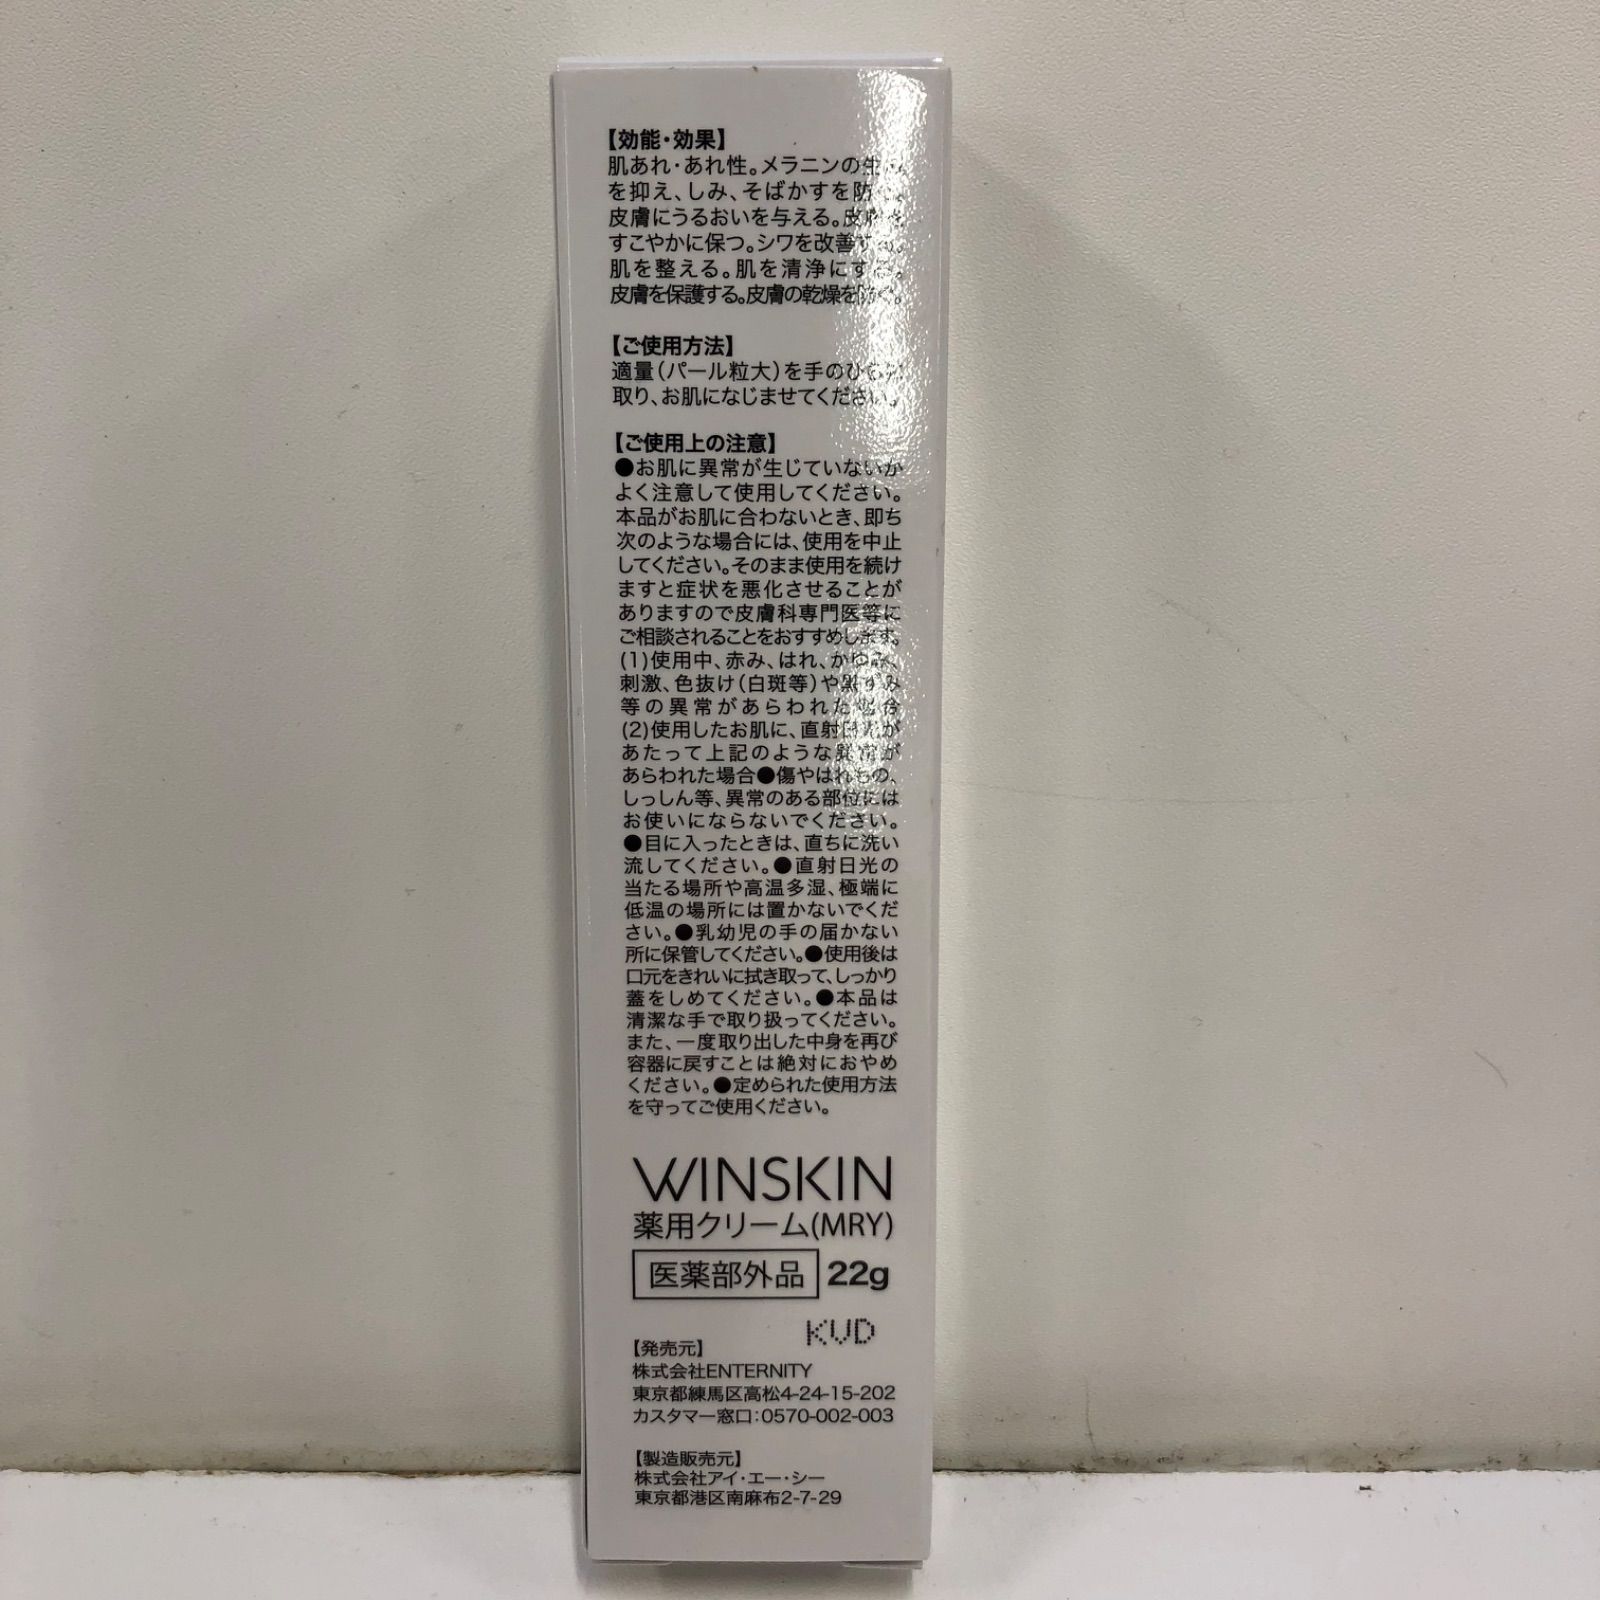 【効能・効果】
肌あれ・あれ性。メラニンの生
を抑え、しみ、そばかすを防
皮膚にうるおいを与える。皮膚を
すこやかに保つ。シワを改善する。
肌を整える。肌を清浄にする。
皮膚を保護する。皮膚の乾燥を防ぐ。
【ご使用方法】
適量(パール粒大)を手のひらに
取り、お肌になじませてください。
【ご使用上の注意】
●お肌に異常が生じていないか
よく注意して使用してください。
本品がお肌に合わないとき、即ち
次のような場合には、使用を中止
してください。そのまま使用を続け
ますと症状を悪化させることが
ありますので皮膚科専門医等に
ご相談されることをおすすめします。
(1)使用中、赤み、はれ、かゆみ、
刺激、色抜け(白斑等)や黒ずみ
等の異常があらわれた場合
(2)使用したお肌に、直射日光が
あたって上記のような異常が
あらわれた場合●傷やはれもの、
しっしん等、異常のある部位には
お使いにならないでください。
●目に入ったときは、直ちに洗い
流してください。●直射日光の
当たる場所や高温多湿、極端に
低温の場所には置かないでくだ
さい。●乳幼児の手の届かない
所に保管してください。●使用後は
口元をきれいに拭き取って、しっかり
蓋をしめてください。●本品は
清潔な手で取り扱ってください。
また、一度取り出した中身を再び
容器に戻すことは絶対におやめ
ください。●定められた使用方法
を守ってご使用ください。
WINSKIN
薬用クリーム(MRY)
医薬部外品 22g
KVD
【発売元】
株式会社ENTERNITY
東京都練馬区高松4-24-15-202
カスタマー窓口:0570-002-003
【製造販売元】
株式会社アイ・エー・シー
東京都港区南麻布2-7-29